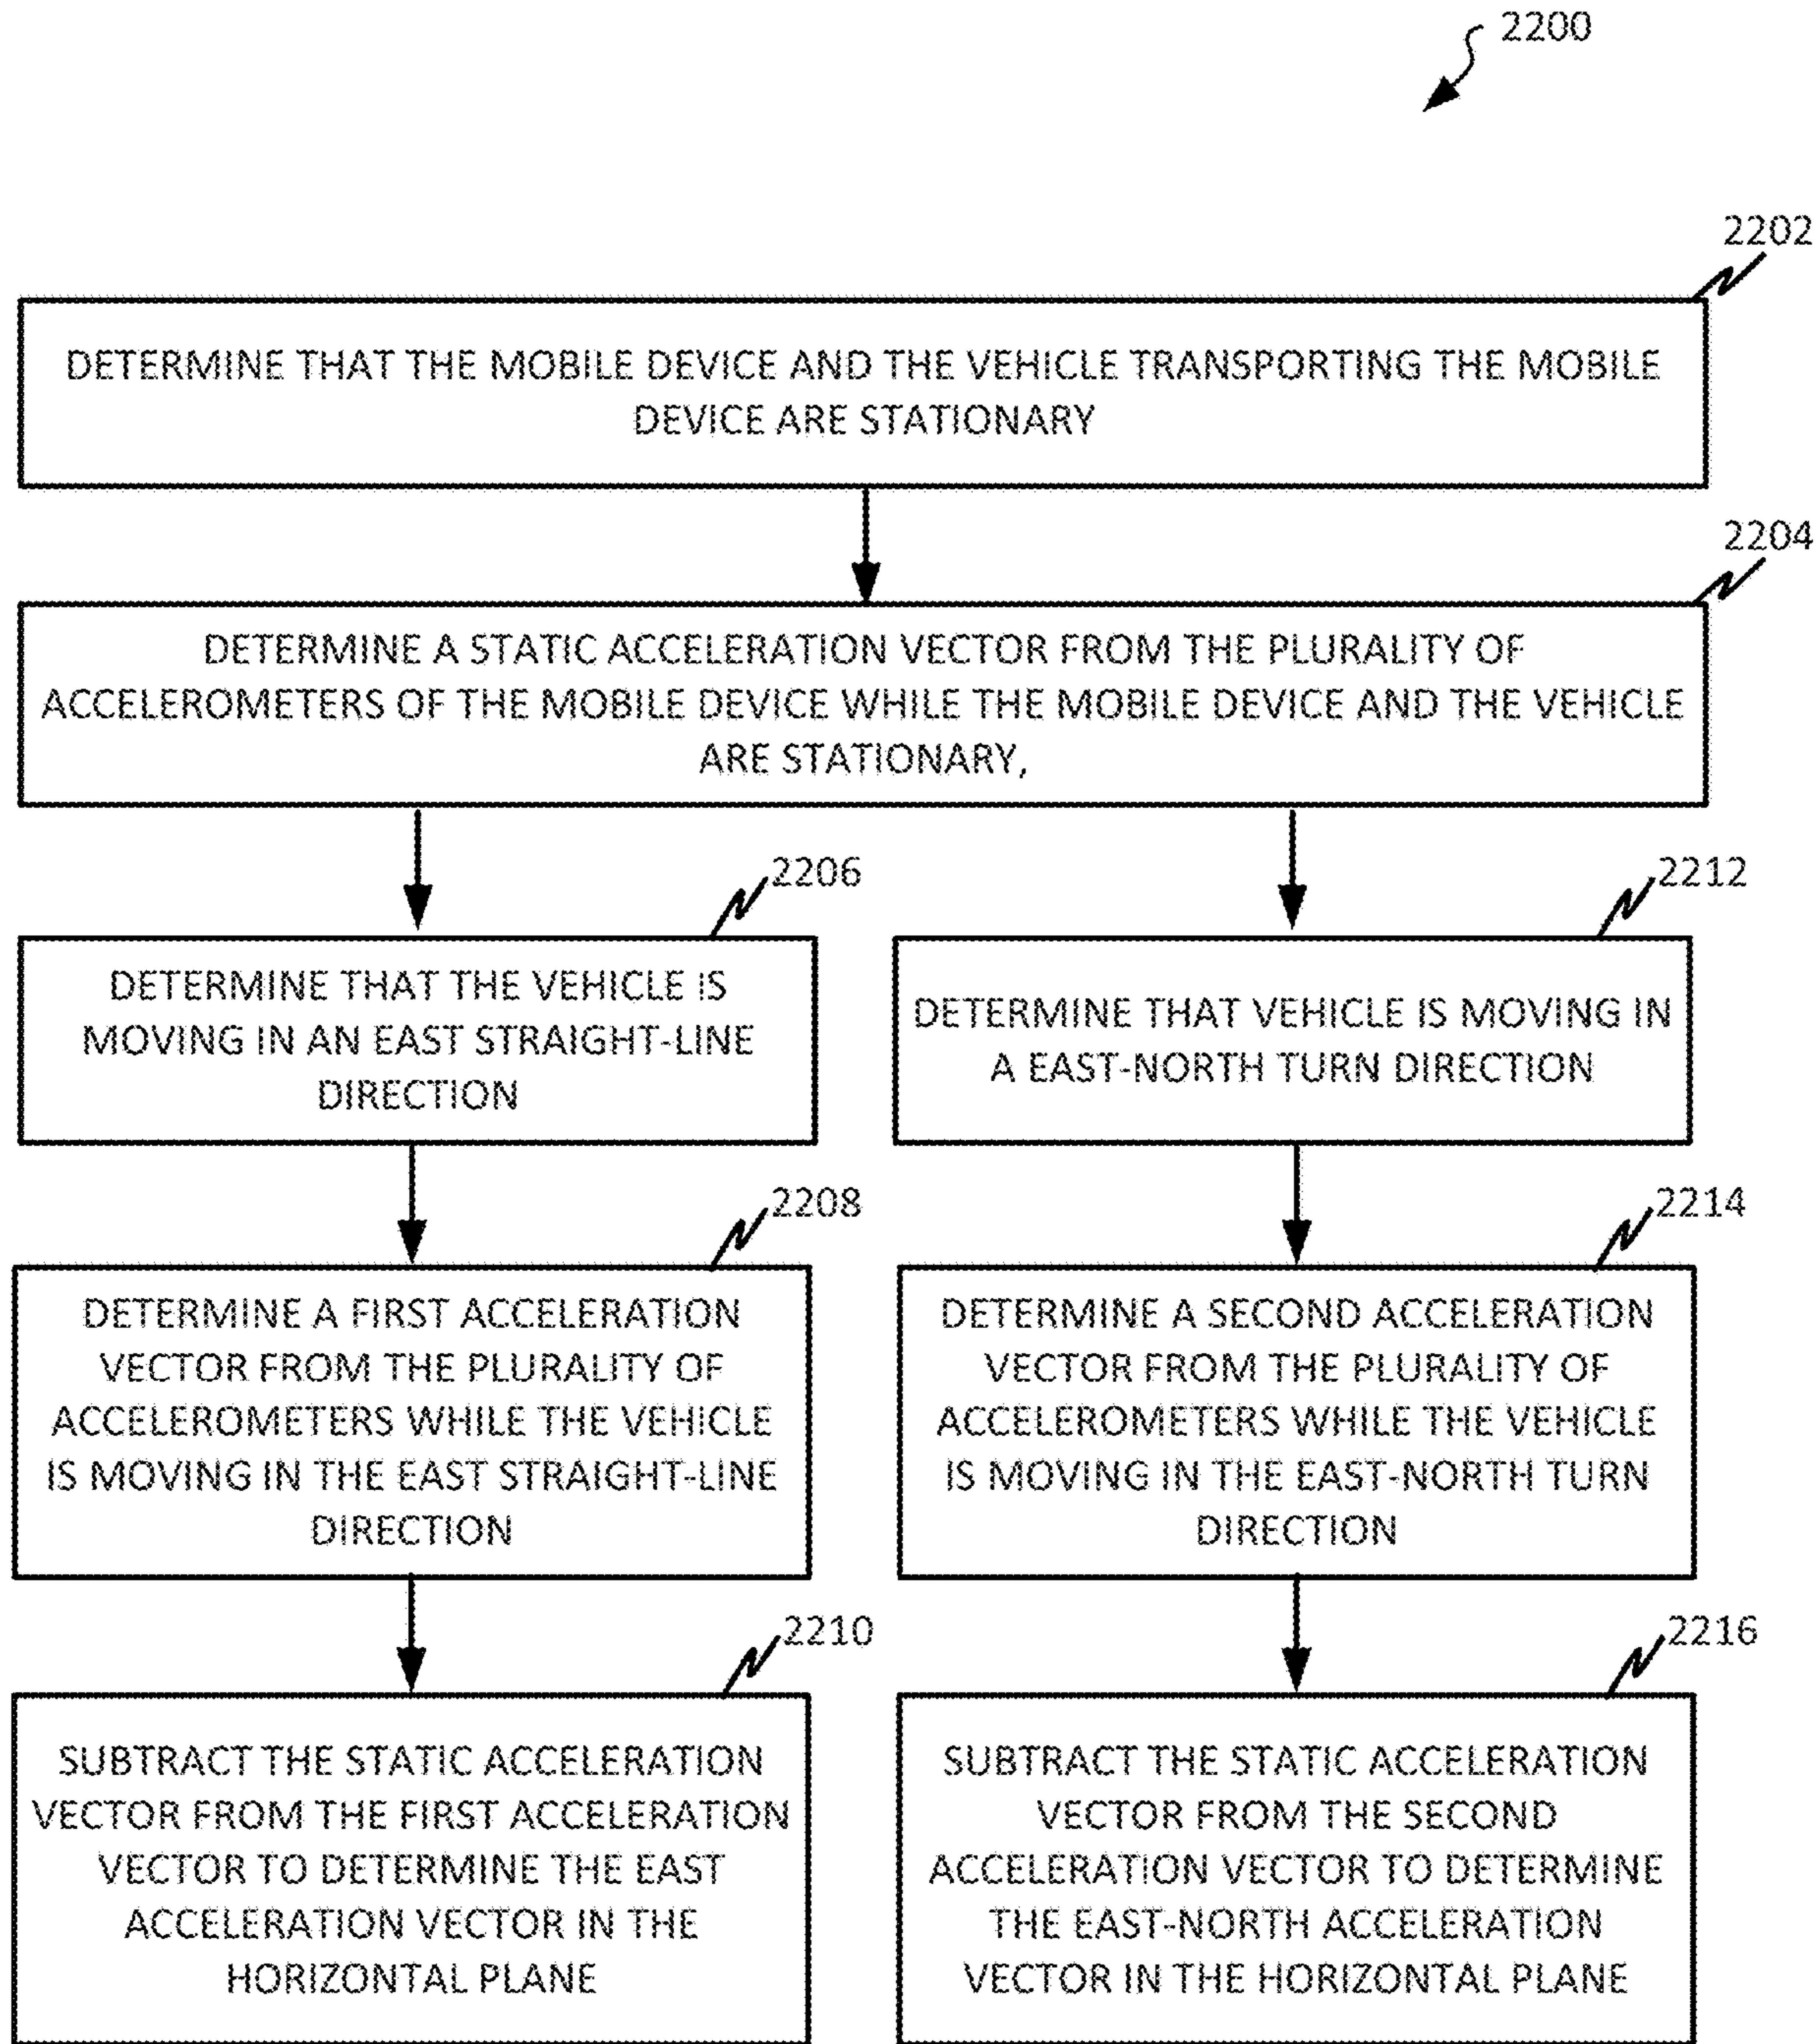 2200
2202
DETERMINE THAT THE MOBILE DEVICE AND THE VEHICLE TRANSPORTING THE MOBILE
DEVICE ARE STATIONARY
2204
DETERMINE A STATIC ACCELERATION VECTOR FROM THE PLURALITY OF
ACCELEROMETERS OF THE MOBILE DEVICE WHILE THE MOBILE DEVICE AND THE VEHICLE
ARE STATIONARY,
2206
DETERMINE THAT THE VEHICLE IS
MOVING IN AN EAST STRAIGHT-LINE
DIRECTION
2208
DETERMINE A FIRST ACCELERATION
VECTOR FROM THE PLURALITY OF
ACCELEROMETERS WHILE THE VEHICLE
IS MOVING IN THE EAST STRAIGHT-LINE
DIRECTION
2210
SUBTRACT THE STATIC ACCELERATION
VECTOR FROM THE FIRST ACCELERATION
VECTOR TO DETERMINE THE EAST
ACCELERATION VECTOR IN THE
HORIZONTAL PLANE
2212
DETERMINE THAT VEHICLE IS MOVING IN
A EAST-NORTH TURN DIRECTION
2214
DETERMINE A SECOND ACCELERATION
VECTOR FROM THE PLURALITY OF
ACCELEROMETERS WHILE THE VEHICLE
IS MOVING IN THE EAST-NORTH TURN
DIRECTION
2216
SUBTRACT THE STATIC ACCELERATION
VECTOR FROM THE SECOND
ACCELERATION VECTOR TO DETERMINE
THE EAST-NORTH ACCELERATION
VECTOR IN THE HORIZONTAL PLANE